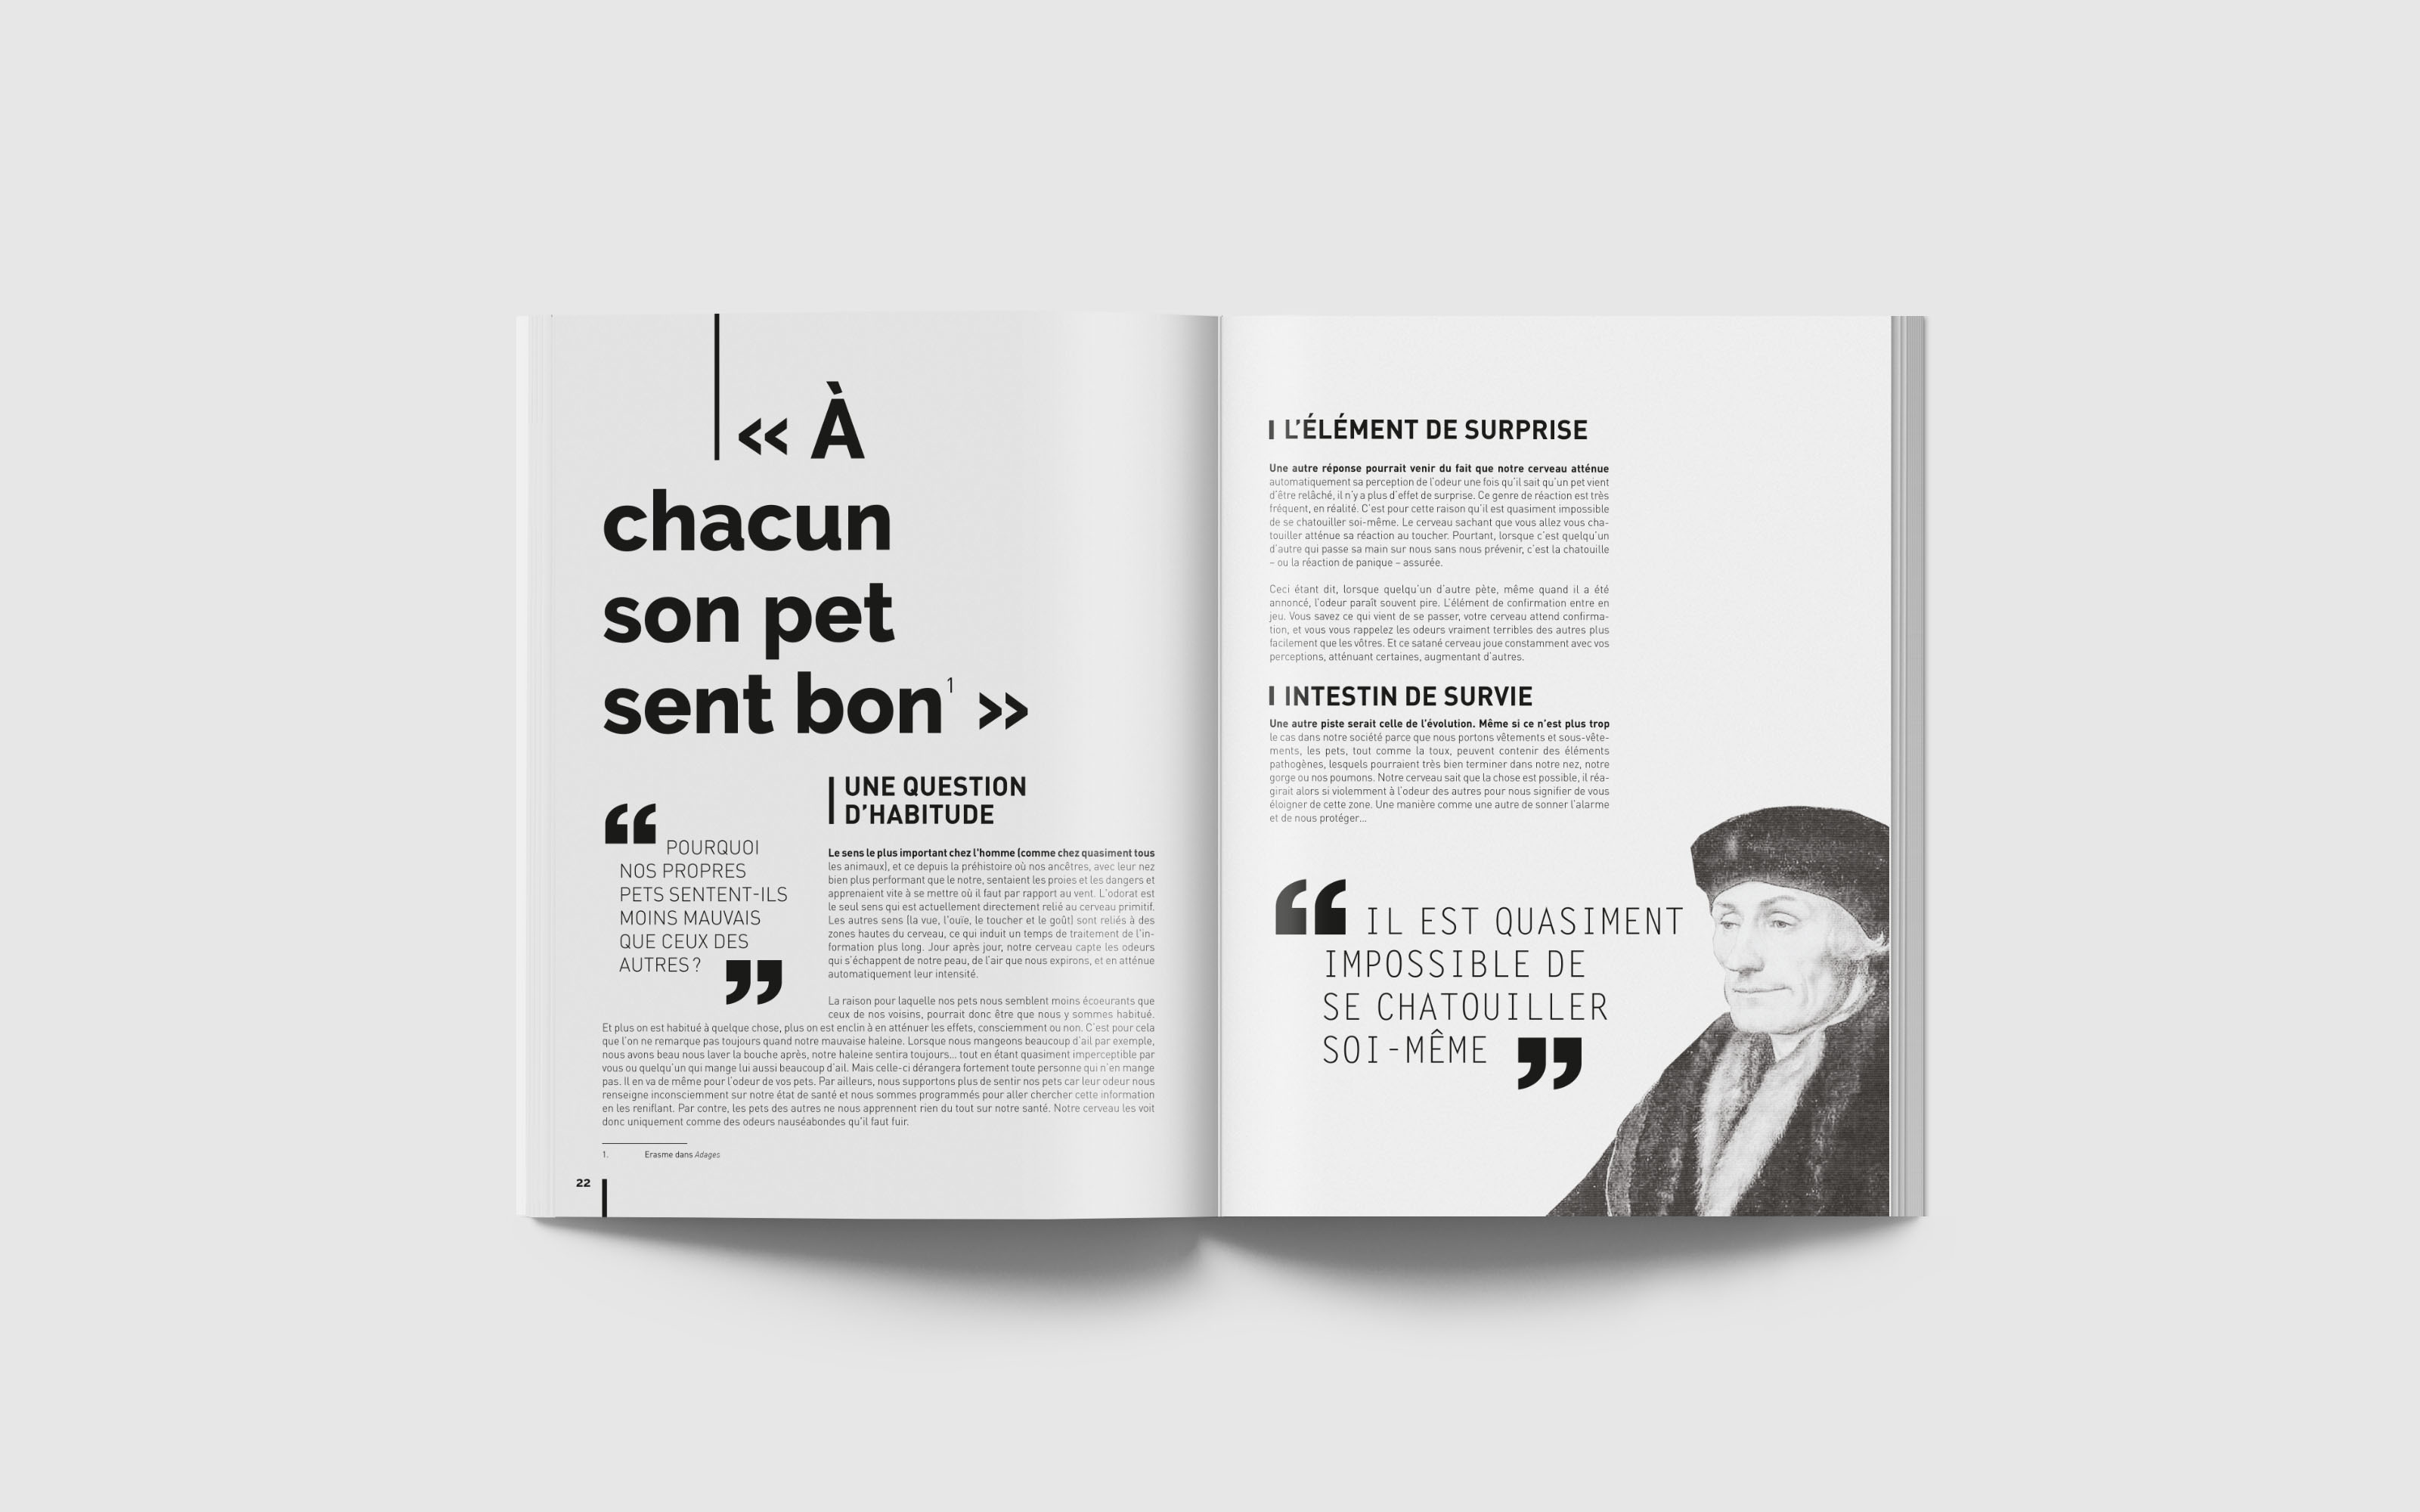 « À
chacun
son pet
sent bon¹ »
“ POURQUOI
NOS PROPRES
PETS SENTENT-ILS
MOINS MAUVAIS
QUE CEUX DES
AUTRES ? ”
UNE QUESTION
D’HABITUDE
Le sens le plus important chez l'homme (comme chez quasiment tous
les animaux), et ce depuis la préhistoire où nos ancêtres, avec leur nez
bien plus performant que le notre, sentaient les proies et les dangers et
apprenaient vite à se mettre où il faut par rapport au vent. L'odorat est
le seul sens qui est actuellement directement relié au cerveau primitif.
Les autres sens (la vue, l'ouïe, le toucher et le goût) sont reliés à des
zones hautes du cerveau, ce qui induit un temps de traitement de l'in-
formation plus long. Jour après jour, notre cerveau capte les odeurs
qui s'échappent de notre peau, de l'air que nous expirons, et en atténue
automatiquement leur intensité.
La raison pour laquelle nos pets nous semblent moins écoeurants que
ceux de nos voisins, pourrait donc être que nous y sommes habitué.
Et plus on est habitué à quelque chose, plus on est enclin à en atténuer les effets, consciemment ou non. C'est pour cela
que l'on ne remarque pas toujours quand notre mauvaise haleine. Lorsque nous mangeons beaucoup d'ail par exemple,
nous avons beau nous laver la bouche après, notre haleine sentira toujours... tout en étant quasiment imperceptible par
vous ou quelqu'un qui mange lui aussi beaucoup d'ail. Mais celle-ci dérangera fortement toute personne qui n'en mange
pas. Il en va de même pour l'odeur de vos pets. Par ailleurs, nous supportons plus de sentir nos pets car leur odeur nous
renseigne inconsciemment sur notre état de santé et nous sommes programmés pour aller chercher cette information
en les reniflant. Par contre, les pets des autres ne nous apprennent rien du tout sur notre santé. Notre cerveau les voit
donc uniquement comme des odeurs nauséabondes qu'il faut fuir.
1. Erasme dans Adages
22
L’ÉLÉMENT DE SURPRISE
Une autre réponse pourrait venir du fait que notre cerveau atténue
automatiquement sa perception de l'odeur une fois qu'il sait qu'un pet vient
d'être relâché, il n'y a plus d'effet de surprise. Ce genre de réaction est très
fréquent, en réalité. C'est pour cette raison qu'il est quasiment impossible
de se chatouiller soi-même. Le cerveau sachant que vous allez vous cha-
touiller atténue sa réaction au toucher. Pourtant, lorsque c'est quelqu'un
d'autre qui passe sa main sur nous sans nous prévenir, c'est la chatouille
– ou la réaction de panique – assurée.
Ceci étant dit, lorsque quelqu'un d'autre pète, même quand il a été
annoncé, l'odeur paraît souvent pire. L'élément de confirmation entre en
jeu. Vous savez ce qui vient de se passer, votre cerveau attend confirma-
tion, et vous vous rappelez les odeurs vraiment terribles des autres plus
facilement que les vôtres. Et ce satané cerveau joue constamment avec vos
perceptions, atténuant certaines, augmentant d'autres.
INTESTIN DE SURVIE
Une autre piste serait celle de l'évolution. Même si ce n'est plus trop
le cas dans notre société parce que nous portons vêtements et sous-vête-
ments, les pets, tout comme la toux, peuvent contenir des éléments
pathogènes, lesquels pourraient très bien terminer dans notre nez, notre
gorge ou nos poumons. Notre cerveau sait que la chose est possible, il réa-
girait alors si violemment à l'odeur des autres pour nous signifier de vous
éloigner de cette zone. Une manière comme une autre de sonner l'alarme
et de nous protéger...
“ IL EST QUASIMENT
IMPOSSIBLE DE
SE CHATOUILLER
SOI-MÊME ”